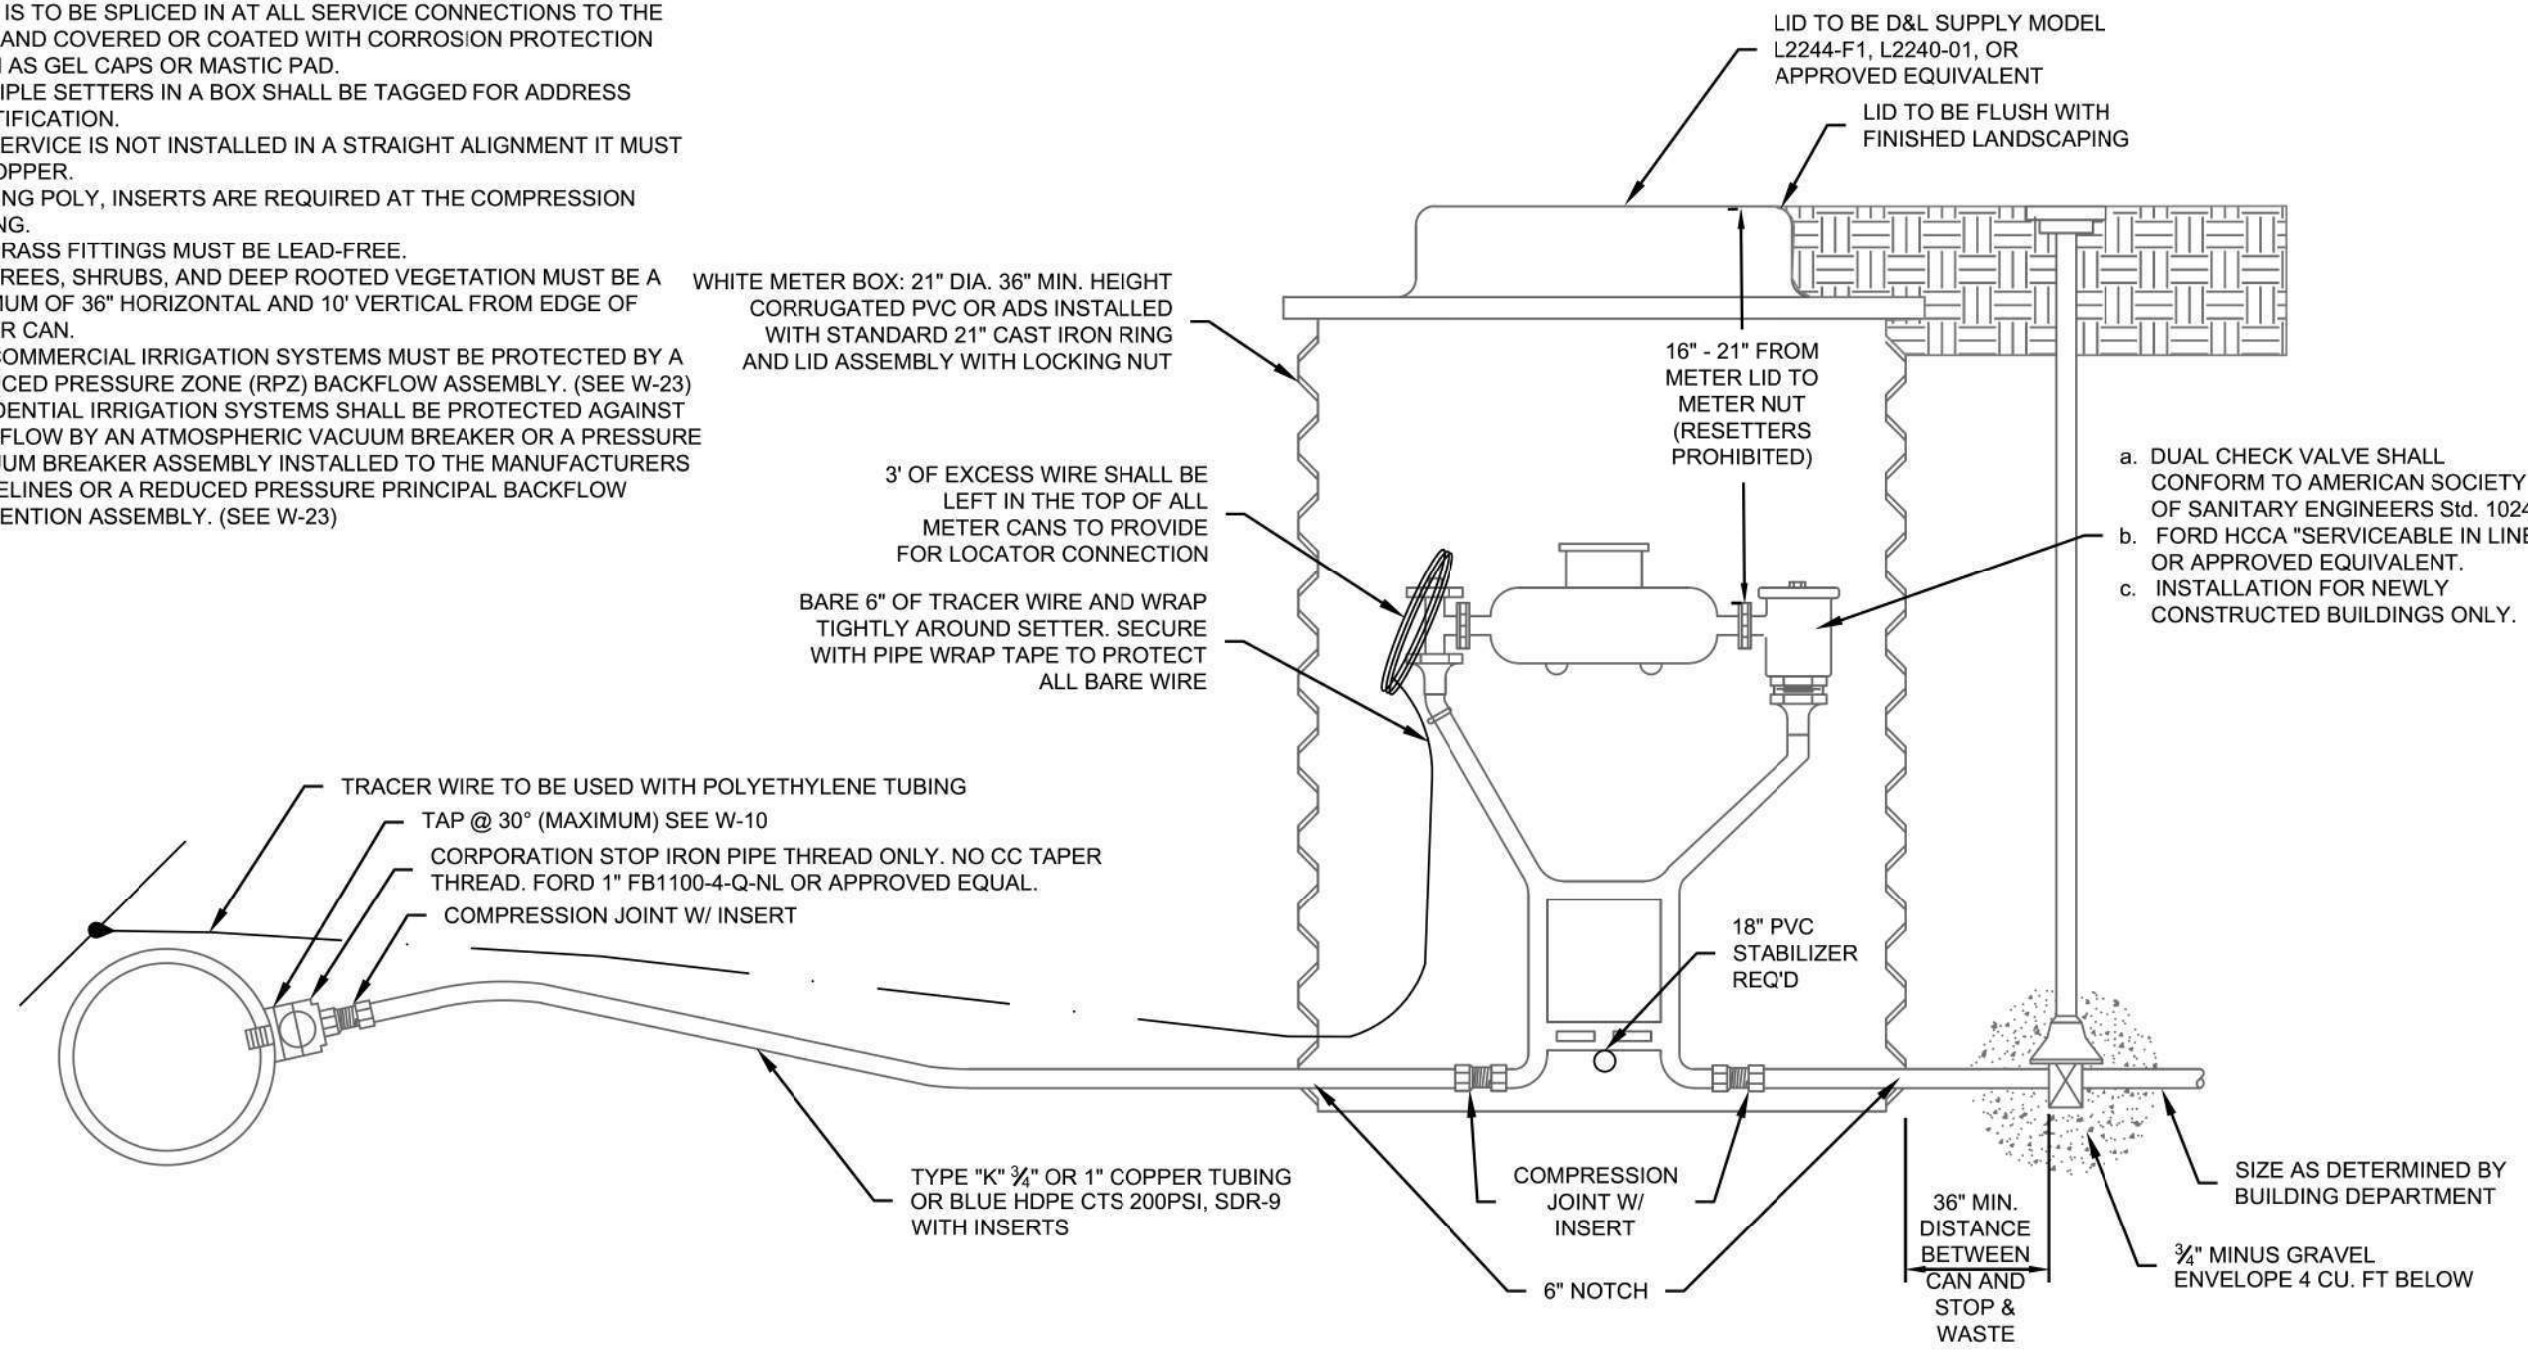 IS TO BE SPLICED IN AT ALL SERVICE CONNECTIONS TO THE
AND COVERED OR COATED WITH CORROSION PROTECTION
AS GEL CAPS OR MASTIC PAD.
IPLE SETTERS IN A BOX SHALL BE TAGGED FOR ADDRESS
TIFICATION.
ERVICE IS NOT INSTALLED IN A STRAIGHT ALIGNMENT IT MUST
OPPER.
NG POLY, INSERTS ARE REQUIRED AT THE COMPRESSION
NG.
RASS FITTINGS MUST BE LEAD-FREE.
REES, SHRUBS, AND DEEP ROOTED VEGETATION MUST BE A
MUM OF 36" HORIZONTAL AND 10' VERTICAL FROM EDGE OF
R CAN.
COMMERCIAL IRRIGATION SYSTEMS MUST BE PROTECTED BY A
CED PRESSURE ZONE (RPZ) BACKFLOW ASSEMBLY. (SEE W-23)
DENTIAL IRRIGATION SYSTEMS SHALL BE PROTECTED AGAINST
FLOW BY AN ATMOSPHERIC VACUUM BREAKER OR A PRESSURE
UUM BREAKER ASSEMBLY INSTALLED TO THE MANUFACTURERS
ELINES OR A REDUCED PRESSURE PRINCIPAL BACKFLOW
ENTION ASSEMBLY. (SEE W-23)
LID TO BE D&L SUPPLY MODEL
L2244-F1, L2240-01, OR
APPROVED EQUIVALENT
LID TO BE FLUSH WITH
FINISHED LANDSCAPING
WHITE METER BOX: 21" DIA. 36" MIN. HEIGHT
CORRUGATED PVC OR ADS INSTALLED
WITH STANDARD 21" CAST IRON RING
AND LID ASSEMBLY WITH LOCKING NUT
16" - 21" FROM
METER LID TO
METER NUT
(RESETTERS
PROHIBITED)
3' OF EXCESS WIRE SHALL BE
LEFT IN THE TOP OF ALL
METER CANS TO PROVIDE
FOR LOCATOR CONNECTION
a. DUAL CHECK VALVE SHALL
CONFORM TO AMERICAN SOCIETY
OF SANITARY ENGINEERS Std. 1024
b. FORD HCCA "SERVICEABLE IN LINE
OR APPROVED EQUIVALENT.
c. INSTALLATION FOR NEWLY
CONSTRUCTED BUILDINGS ONLY.
BARE 6" OF TRACER WIRE AND WRAP
TIGHTLY AROUND SETTER. SECURE
WITH PIPE WRAP TAPE TO PROTECT
ALL BARE WIRE
TRACER WIRE TO BE USED WITH POLYETHYLENE TUBING
TAP @ 30° (MAXIMUM) SEE W-10
CORPORATION STOP IRON PIPE THREAD ONLY. NO CC TAPER
THREAD. FORD 1" FB1100-4-Q-NL OR APPROVED EQUAL.
COMPRESSION JOINT W/ INSERT
18" PVC
STABILIZER
REQ'D
TYPE "K" ¾" OR 1" COPPER TUBING
OR BLUE HDPE CTS 200PSI, SDR-9
WITH INSERTS
COMPRESSION
JOINT W/
INSERT
6" NOTCH
36" MIN.
DISTANCE
BETWEEN
CAN AND
STOP &
WASTE
SIZE AS DETERMINED BY
BUILDING DEPARTMENT
¾" MINUS GRAVEL
ENVELOPE 4 CU. FT BELOW